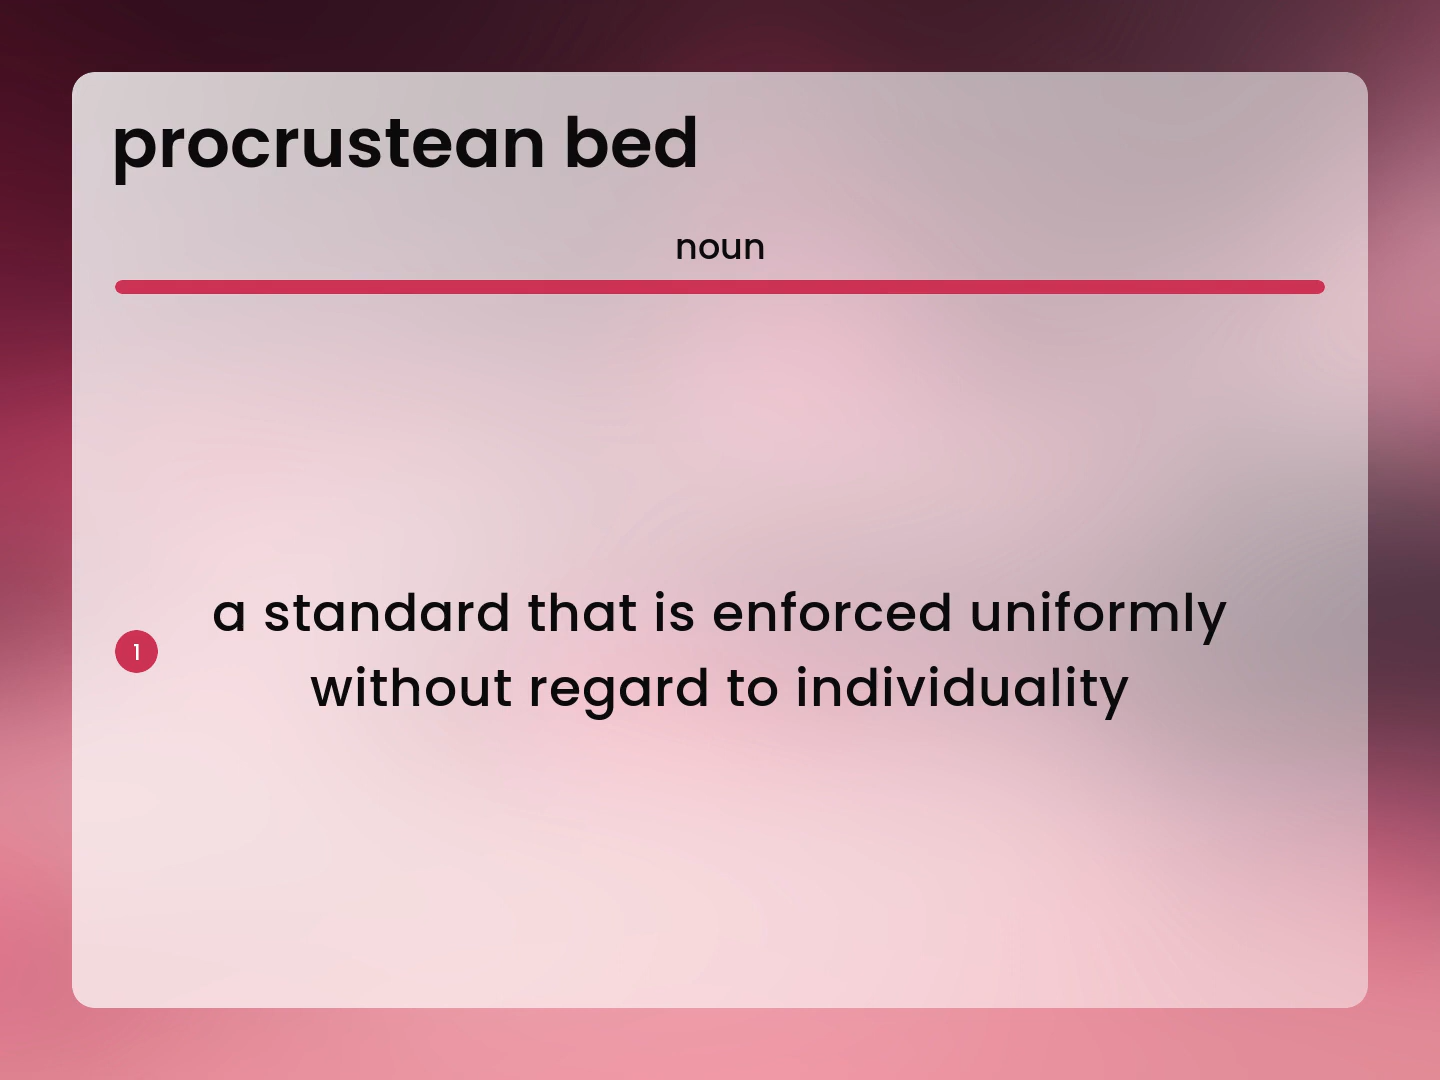 procrustean bed
noun
1
a standard that is enforced uniformly
without regard to individuality